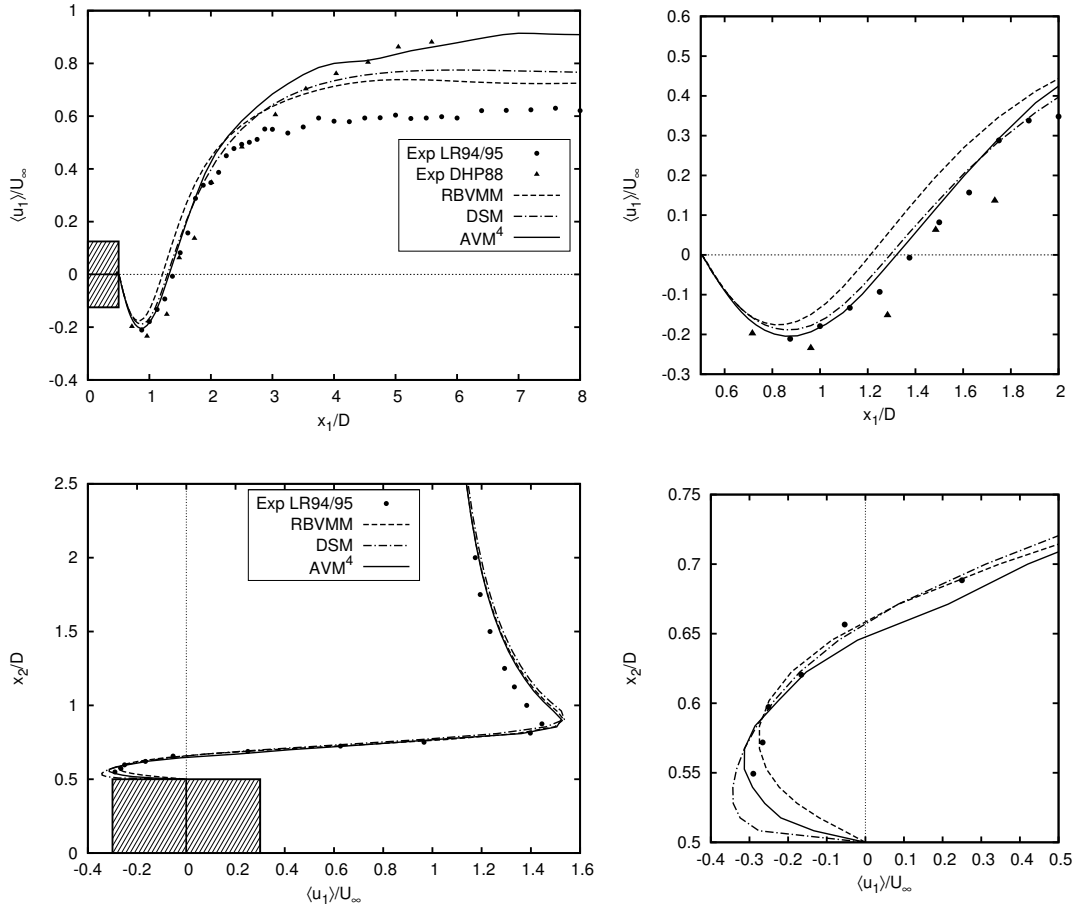 ⟨u₁⟩/U∞
1
0.8
0.6
0.4
0.2
0
-0.2
-0.4
0 1 2 3 4 5 6 7 8
x₁/D
Exp LR94/95
Exp DHP88
RBVMM
DSM
AVM⁴
⟨u₁⟩/U∞
0.6
0.5
0.4
0.3
0.2
0.1
0
-0.1
-0.2
-0.3
0.6 0.8 1 1.2 1.4 1.6 1.8 2
x₁/D
x₂/D
2.5
2
1.5
1
0.5
0
-0.4 -0.2 0 0.2 0.4 0.6 0.8 1 1.2 1.4 1.6
⟨u₁⟩/U∞
Exp LR94/95
RBVMM
DSM
AVM⁴
x₂/D
0.75
0.7
0.65
0.6
0.55
0.5
-0.4 -0.3 -0.2 -0.1 0 0.1 0.2 0.3 0.4 0.5
⟨u₁⟩/U∞